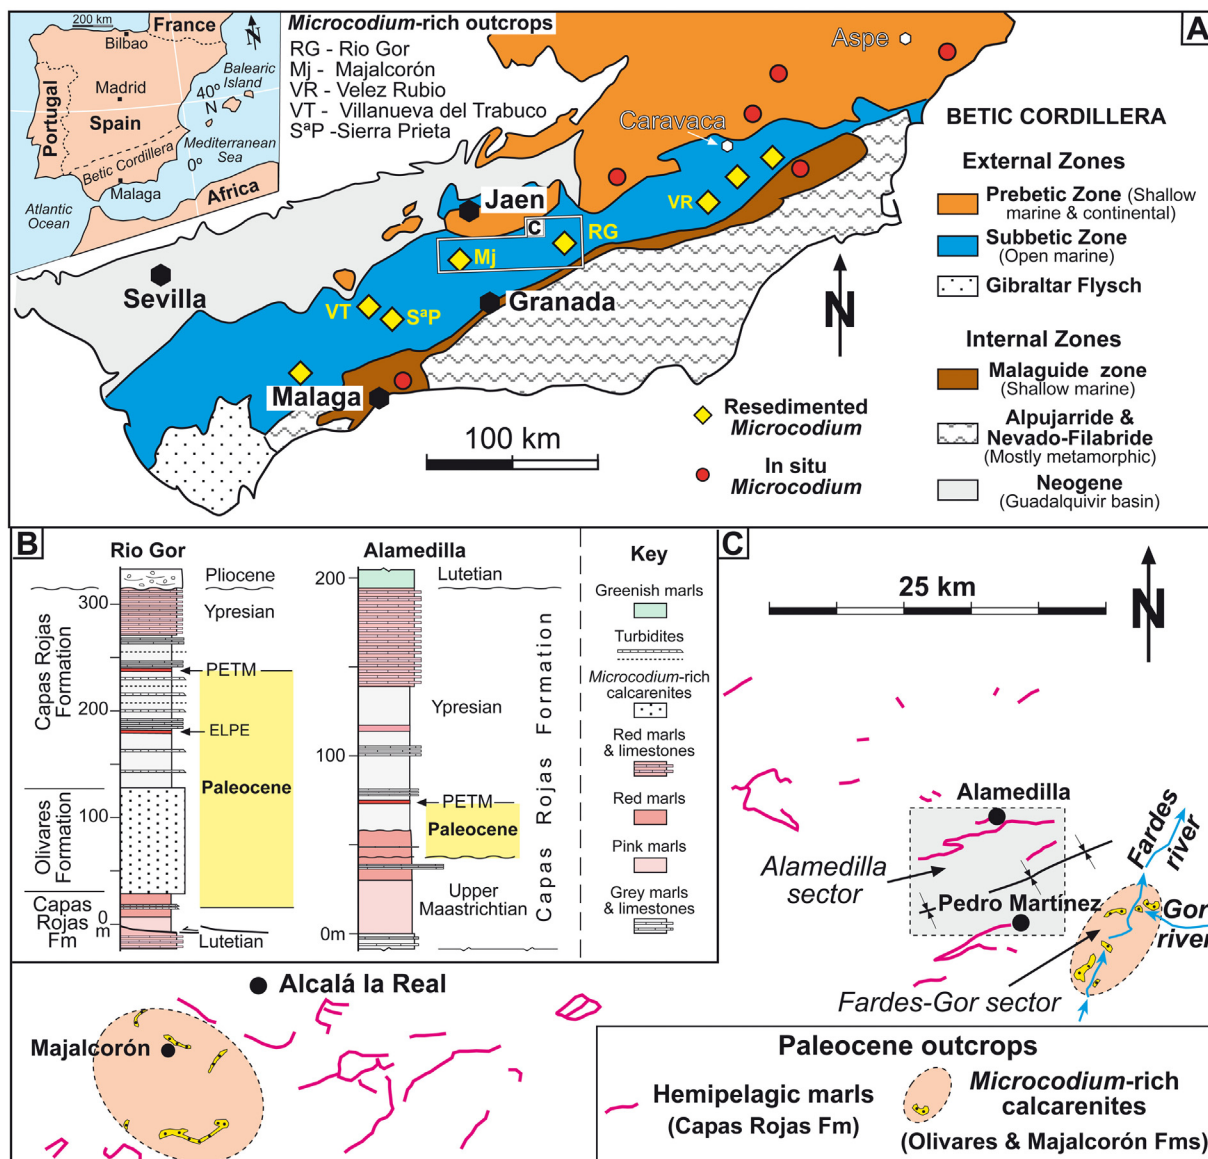 A
200 km
France
N
Bilbao
Balearic
Island
40º
N
Madrid
Portugal
Spain
Mediterranean
Sea
Betic Cordillera
0º
Malaga
Africa
Atlantic
Ocean
Microcodium-rich outcrops
RG - Rio Gor
Mj - Majalcorón
VR - Velez Rubio
VT - Villanueva del Trabuco
SªP -Sierra Prieta
Aspe
Caravaca
Jaen
VR
C
RG
Mj
Sevilla
Granada
VT
SªP
Malaga
N
100 km
Resedimented
Microcodium
In situ
Microcodium
BETIC CORDILLERA
External Zones
Prebetic Zone (Shallow
marine & continental)
Subbetic Zone
(Open marine)
Gibraltar Flysch
Internal Zones
Malaguide zone
(Shallow marine)
Alpujarride &
Nevado-Filabride
(Mostly metamorphic)
Neogene
(Guadalquivir basin)
B
Rio Gor
Pliocene
300
Ypresian
Capas Rojas
Formation
PETM
200
ELPE
Paleocene
100
Olivares
Formation
Capas
Rojas
Fm
0
m
Lutetian
Alamedilla
200
Lutetian
Ypresian
100
PETM
Paleocene
Upper
Maastrichtian
0m
Capas Rojas Formation
Key
Greenish marls
Turbidites
Microcodium-rich
calcarenites
Red marls
& limestones
Red marls
Pink marls
Grey marls
& limestones
C
25 km
N
Alamedilla
Alamedilla
sector
Pedro Martínez
Fardes
river
Gor
river
Fardes-Gor sector
Alcalá la Real
Majalcorón
Paleocene outcrops
Hemipelagic marls
(Capas Rojas Fm)
Microcodium-rich
calcarenites
(Olivares & Majalcorón Fms)